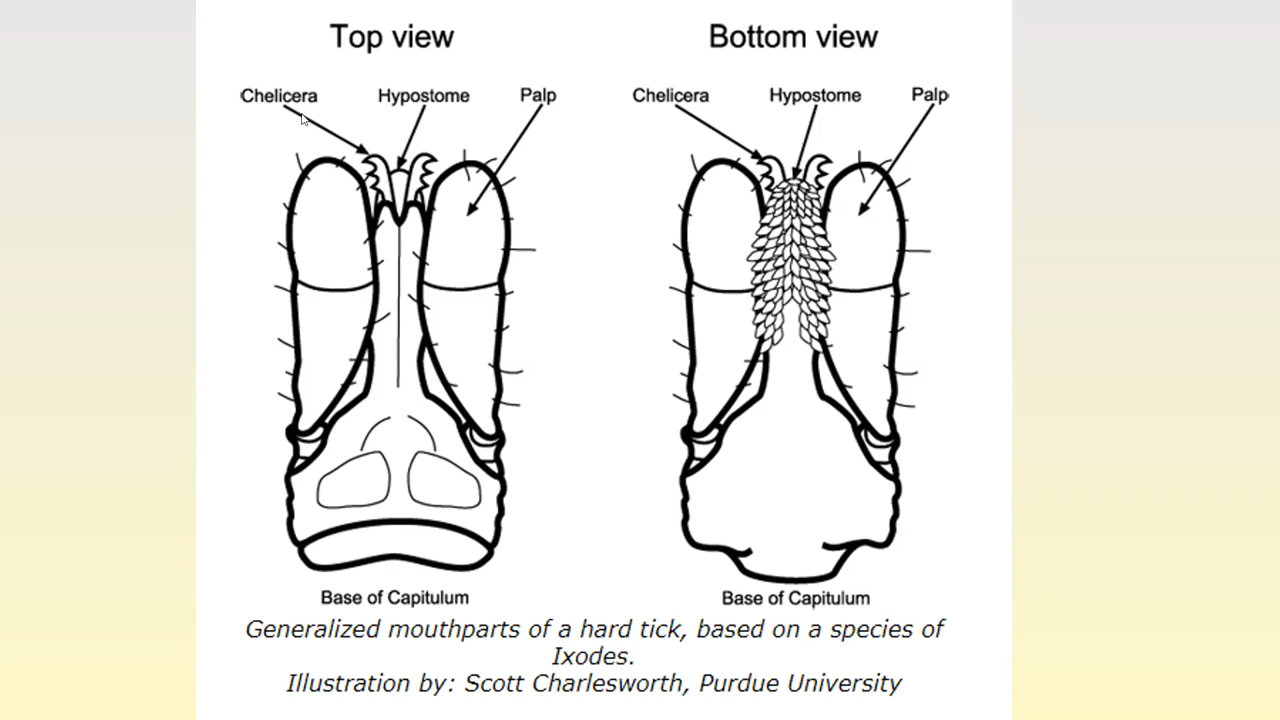 Top view
Bottom view
Chelicera
Hypostome
Palp
Chelicera
Hypostome
Palp
Base of Capitulum
Base of Capitulum
Generalized mouthparts of a hard tick, based on a species of
Ixodes.
Illustration by: Scott Charlesworth, Purdue University